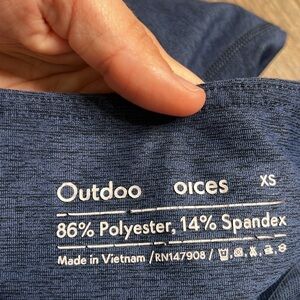 Outdoo oices XS
86% Polyester, 14% Spandex
Made in Vietnam /RN147908 /